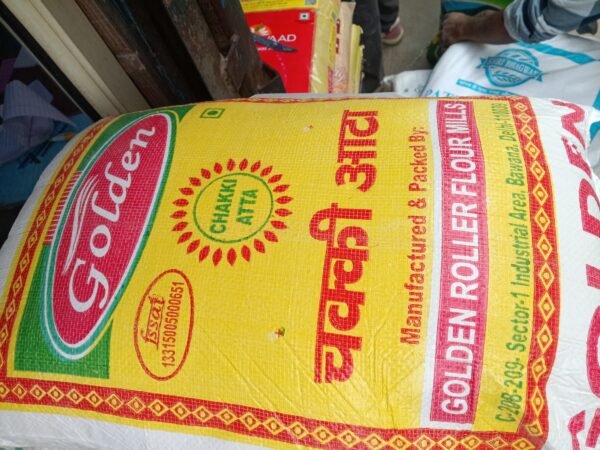 Golden
CHAKKI
ATTA
fssai
13315005000651
चक्की आटा
Manufactured & Packed By:
GOLDEN ROLLER FLOUR MILLS
Sector-1 Industrial Area, Bawana, Delhi-